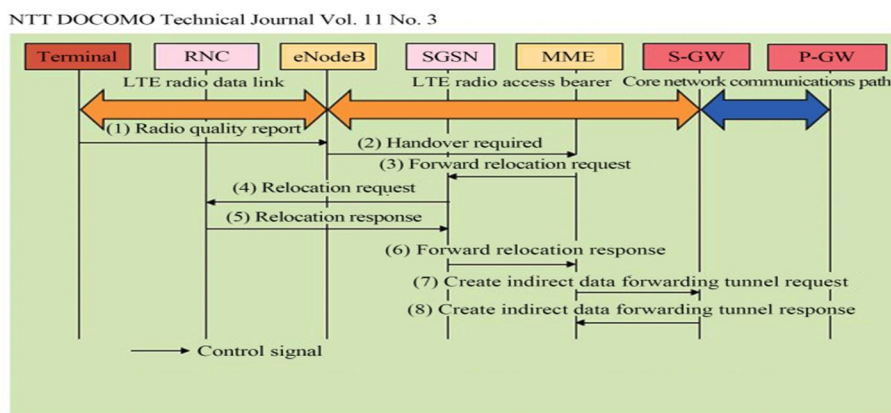 NTT DOCOMO Technical Journal Vol. 11 No. 3
Terminal RNC eNodeB SGSN MME S-GW P-GW
LTE radio data link LTE radio access bearer Core network communications path
(1) Radio quality report
(2) Handover required
(3) Forward relocation request
(4) Relocation request
(5) Relocation response
(6) Forward relocation response
(7) Create indirect data forwarding tunnel request
(8) Create indirect data forwarding tunnel response
Control signal